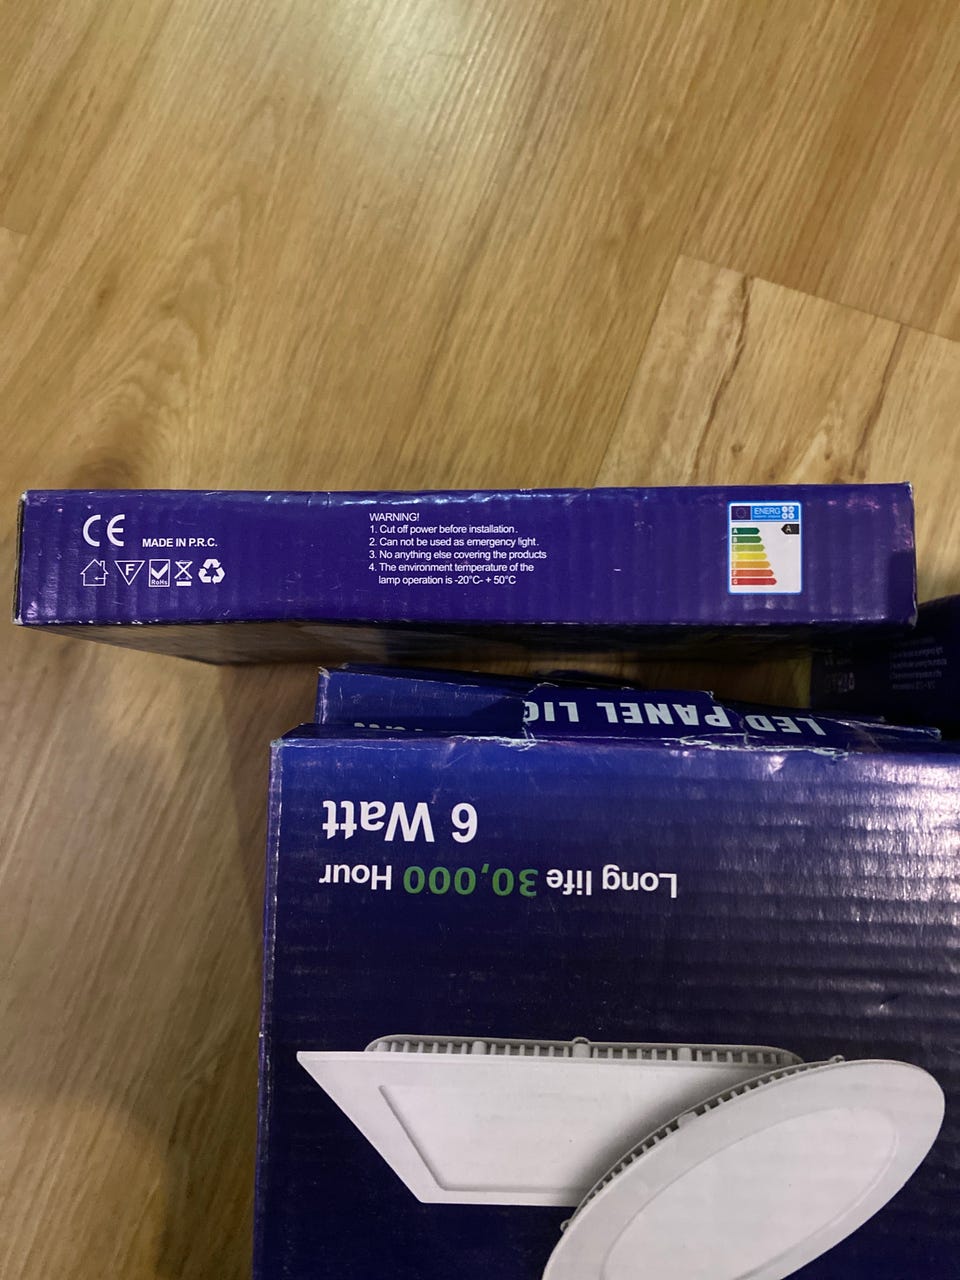 CE
MADE IN P.R.C.
F
RoHS
WARNING!
1. Cut off power before installation.
2. Can not be used as emergency light.
3. No anything else covering the products
4. The environment temperature of the
lamp operation is -20°C- + 50°C
ENERG
A
A
B
C
D
E
F
G
LED PANEL LIG
6 Watt
Long life 30,000 Hour